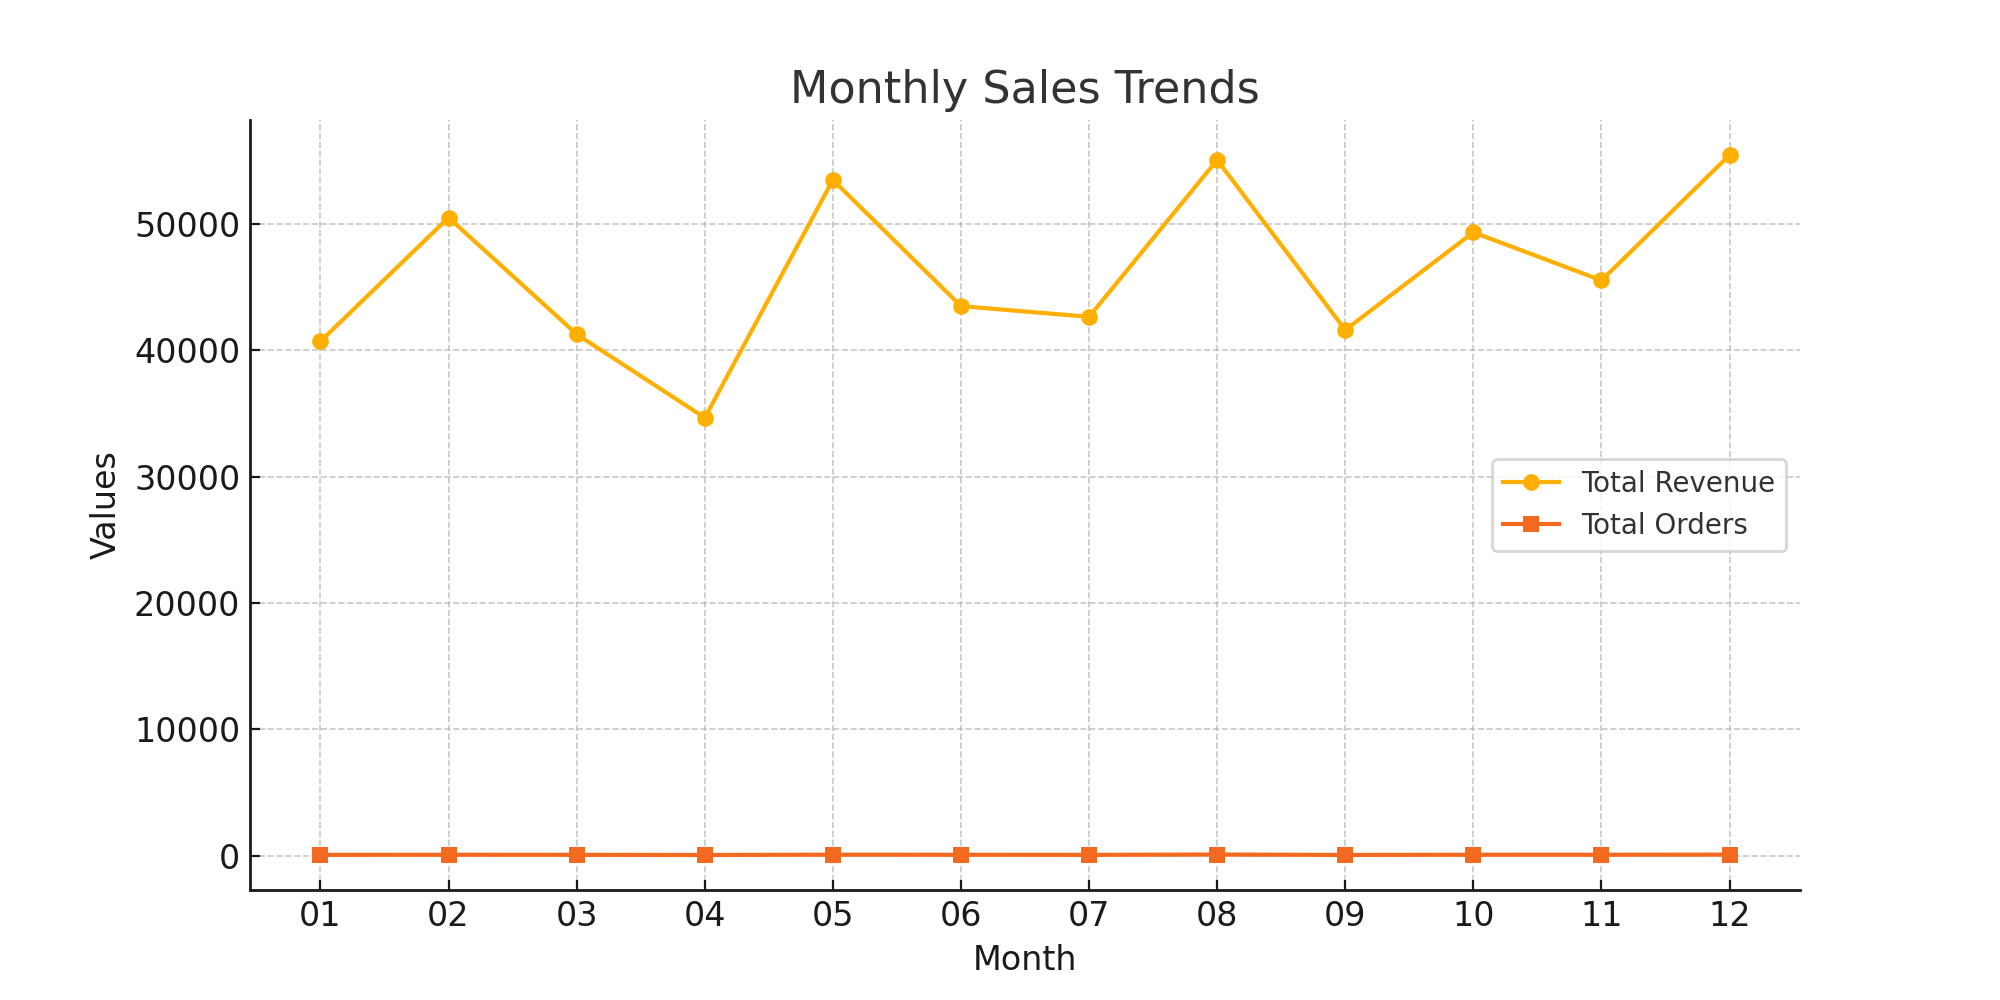 Monthly Sales Trends
50000
40000
30000
20000
10000
0
Values
Total Revenue
Total Orders
01 02 03 04 05 06 07 08 09 10 11 12
Month